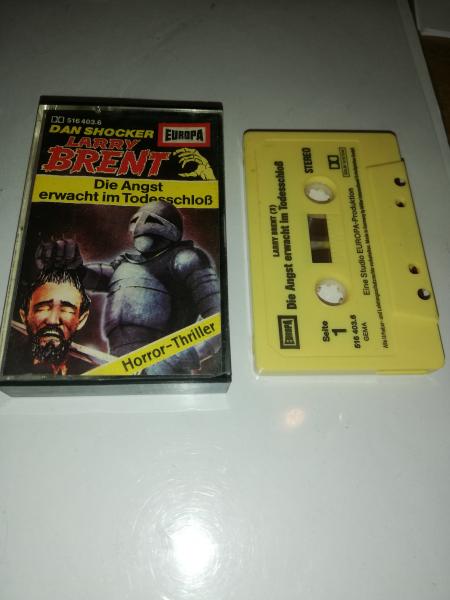 516 403.6
DAN SHOCKER
EUROPA
LARRY
BRENT
Die Angst
erwacht im Todesschloß
Horror-Thriller
EUROPA
LARRY BRENT (3)
Die Angst erwacht im Todesschloß
STEREO
Seite
1
516 403.6
GEMA
Eine Studio EUROPA-Produktion